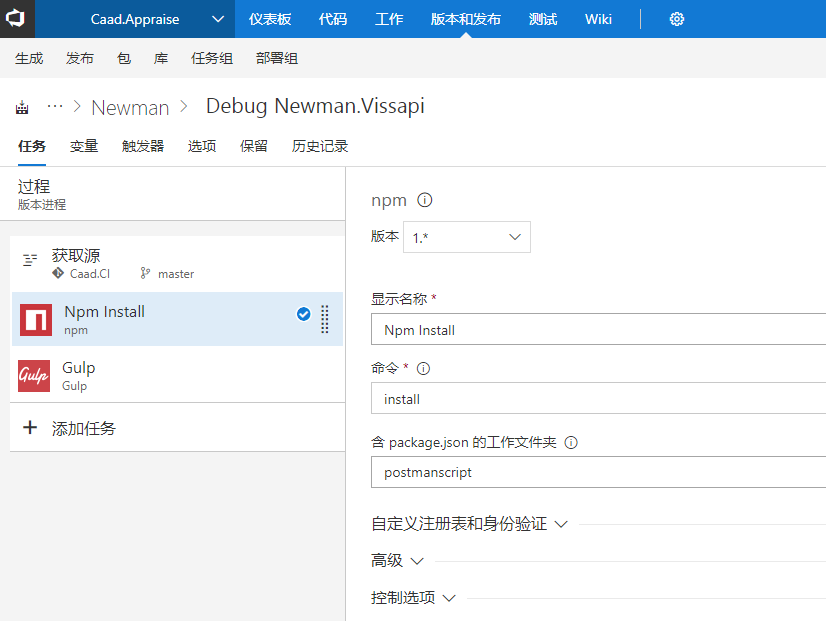 Caad.Appraise 仪表板 代码 工作 版本和发布 测试 Wiki
生成 发布 包 库 任务组 部署组
··· > Newman > Debug Newman.Vissapi
任务 变量 触发器 选项 保留 历史记录
过程
版本进程
获取源
Caad.CI master
Npm Install
npm
Gulp
Gulp
+ 添加任务
npm
版本 1.*
显示名称 *
Npm Install
命令 *
install
含 package.json 的工作文件夹
postmanscript
自定义注册表和身份验证
高级
控制选项